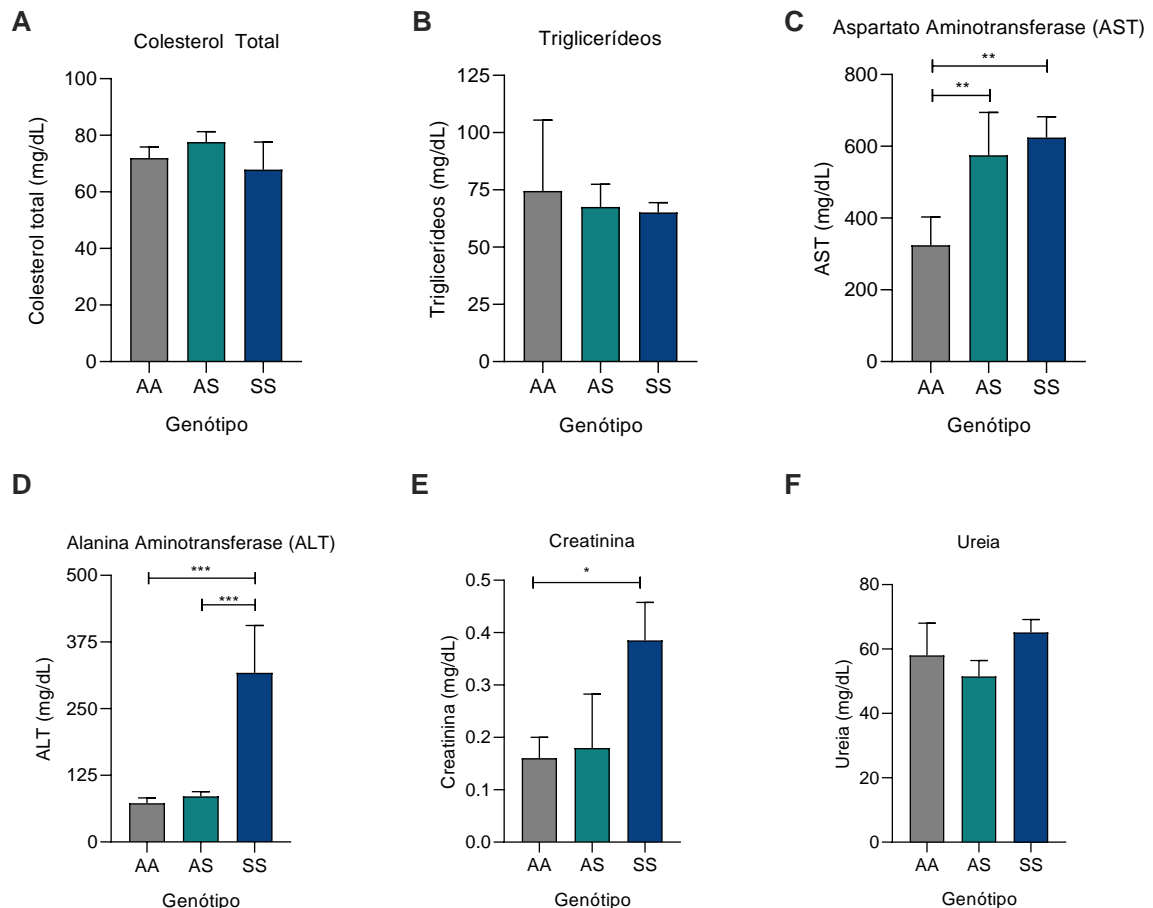 A
Colesterol Total
Colesterol total (mg/dL)
100
80
60
40
20
0
AA AS SS
Genótipo
B
Triglicerídeos
Triglicerídeos (mg/dL)
125
100
75
50
25
0
AA AS SS
Genótipo
C
Aspartato Aminotransferase (AST)
AST (mg/dL)
800
600
400
200
0
**
**
AA AS SS
Genótipo
D
Alanina Aminotransferase (ALT)
ALT (mg/dL)
500
375
250
125
0
***
***
AA AS SS
Genótipo
E
Creatinina
Creatinina (mg/dL)
0.5
0.4
0.3
0.2
0.1
0.0
*
AA AS SS
Genótipo
F
Ureia
Ureia (mg/dL)
80
60
40
20
0
AA AS SS
Genótipo